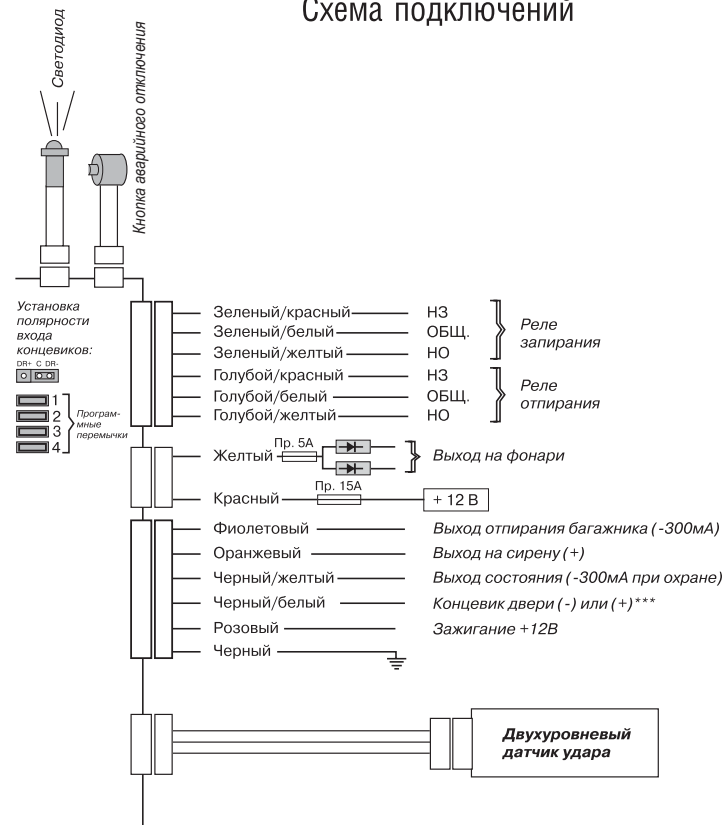 Схема подключений
Светодиод
Кнопка аварийного отключения
Установка
полярности
входа
концевиков:
DR+ C DR-
1
2
3
4
Програм-
мные
перемычки
Зеленый/красный НЗ
Зеленый/белый ОБЩ.
Зеленый/желтый НО
Реле
запирания
Голубой/красный НЗ
Голубой/белый ОБЩ.
Голубой/желтый НО
Реле
отпирания
Желтый Пр. 5А Выход на фонари
Красный Пр. 15А + 12 В
Фиолетовый Выход отпирания багажника (-300мА)
Оранжевый Выход на сирену (+)
Черный/желтый Выход состояния (-300мА при охране)
Черный/белый Концевик двери (-) или (+)***
Розовый Зажигание +12В
Черный
Двухуровневый
датчик удара